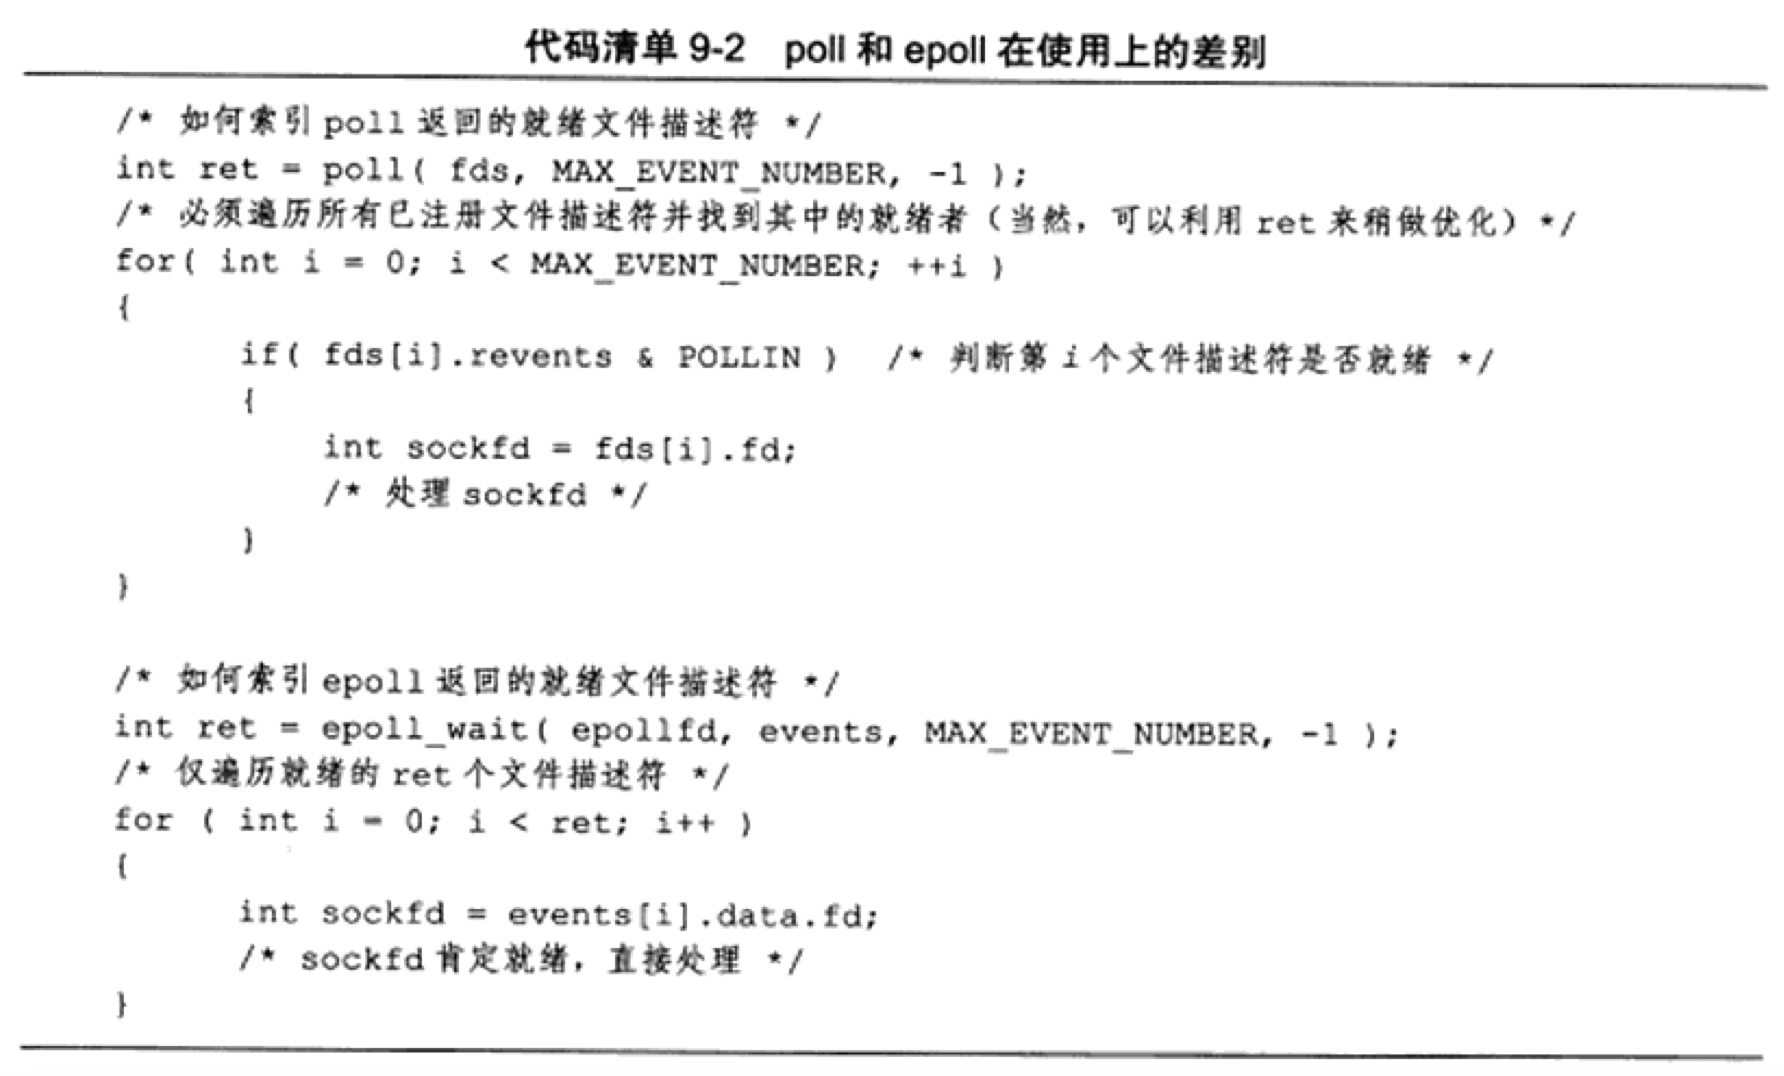 代码清单 9-2 poll 和 epoll 在使用上的差别
/* 如何索引 poll 返回的就绪文件描述符 */
int ret = poll( fds, MAX_EVENT_NUMBER, -1 );
/* 必须遍历所有已注册文件描述符并找到其中的就绪者（当然，可以利用 ret 来稍做优化）*/
for( int i = 0; i < MAX_EVENT_NUMBER; ++i )
{
if( fds[i].revents & POLLIN ) /* 判断第 i 个文件描述符是否就绪 */
{
int sockfd = fds[i].fd;
/* 处理 sockfd */
}
}
/* 如何索引 epoll 返回的就绪文件描述符 */
int ret = epoll_wait( epollfd, events, MAX_EVENT_NUMBER, -1 );
/* 仅遍历就绪的 ret 个文件描述符 */
for ( int i = 0; i < ret; i++ )
{
int sockfd = events[i].data.fd;
/* sockfd 肯定就绪，直接处理 */
}